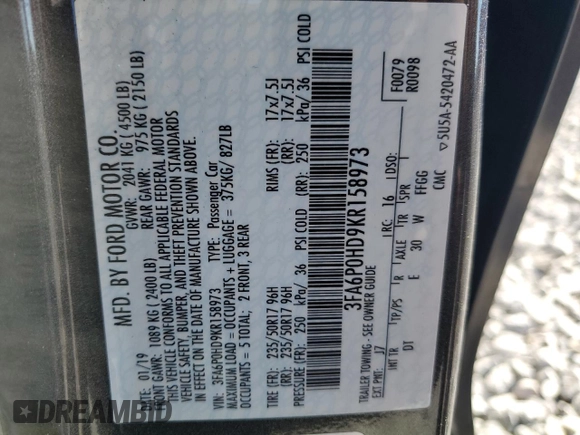 MFD. BY FORD MOTOR CO.
DATE: 01/19 GVWR: 2041 KG ( 4500 LB)
FRONT GAWR: 1089 KG ( 2400 LB) REAR GAWR: 975 KG ( 2150 LB)
THIS VEHICLE CONFORMS TO ALL APPLICABLE FEDERAL MOTOR
VEHICLE SAFETY, BUMPER, AND THEFT PREVENTION STANDARDS
IN EFFECT ON THE DATE OF MANUFACTURE SHOWN ABOVE.
VIN: 3FA6P0HD9KR158973 TYPE: Passenger Car
MAXIMUM LOAD = OCCUPANTS + LUGGAGE = 375KG/ 827LB
OCCUPANTS = 5 TOTAL; 2 FRONT, 3 REAR
TIRE (FR): 235/50R17 96H RIMS (FR): 17x7.5J
TIRE (RR): 235/50R17 96H (RR): 17x7.5J
PRESSURE (FR): 250 kPa/ 36 PSI COLD (RR): 250 kPa/ 36 PSI COLD
3FA6P0HD9KR158973
TRAILER TOWING - SEE OWNER GUIDE
F0079
R0098
EXT PNT: J7 RC: 16 DSO:
INT TR TP/PS R AXLE TR SPR
DT E 30 W FFGG
CMC 5U5A-5420472-AA
DREAMBID